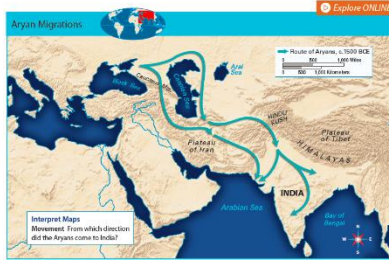 Explore ONLINE
Aryan Migrations
Route of Aryans, c.1500 BCE
0 500 1,000 Miles
0 500 1,000 Kilometers
Aral
Sea
Black Sea
Caucasus Mts.
Caspian Sea
HINDU
KUSH
Plateau
of Tibet
HIMALAYAS
Plateau
of Iran
INDIA
Arabian Sea
Bay of
Bengal
Interpret Maps
Movement From which direction
did the Aryans come to India?
N
W E
S